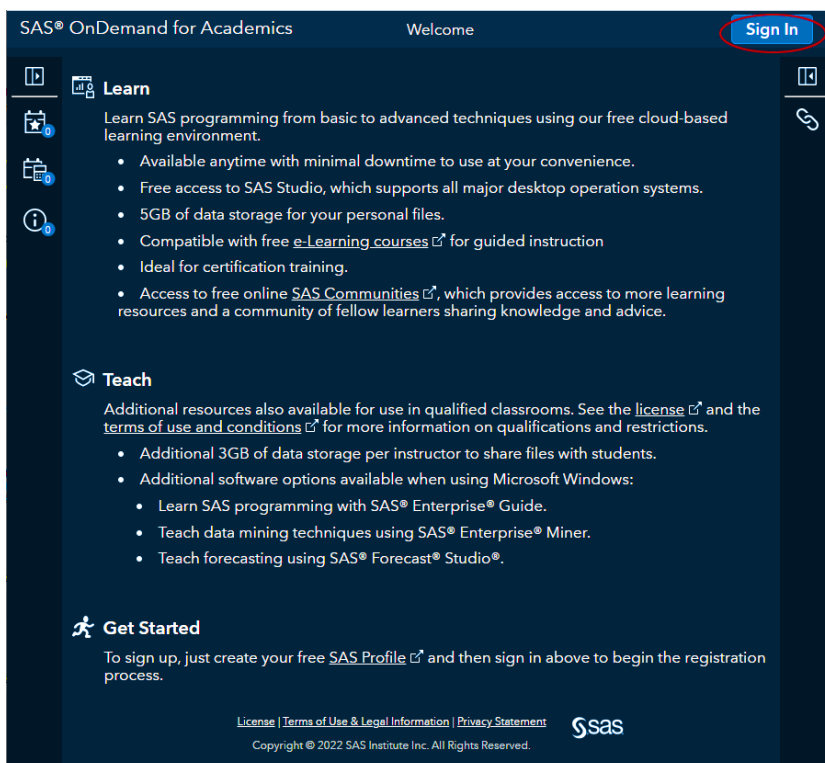 SAS® OnDemand for Academics
Welcome
Sign In
Learn
Learn SAS programming from basic to advanced techniques using our free cloud-based
learning environment.
• Available anytime with minimal downtime to use at your convenience.
• Free access to SAS Studio, which supports all major desktop operation systems.
• 5GB of data storage for your personal files.
• Compatible with free e-Learning courses for guided instruction
• Ideal for certification training.
• Access to free online SAS Communities, which provides access to more learning
resources and a community of fellow learners sharing knowledge and advice.
0
0
0
Teach
Additional resources also available for use in qualified classrooms. See the license and the
terms of use and conditions for more information on qualifications and restrictions.
• Additional 3GB of data storage per instructor to share files with students.
• Additional software options available when using Microsoft Windows:
• Learn SAS programming with SAS® Enterprise® Guide.
• Teach data mining techniques using SAS® Enterprise® Miner.
• Teach forecasting using SAS® Forecast® Studio®.
Get Started
To sign up, just create your free SAS Profile and then sign in above to begin the registration
process.
License | Terms of Use & Legal Information | Privacy Statement
Copyright © 2022 SAS Institute Inc. All Rights Reserved.
sas